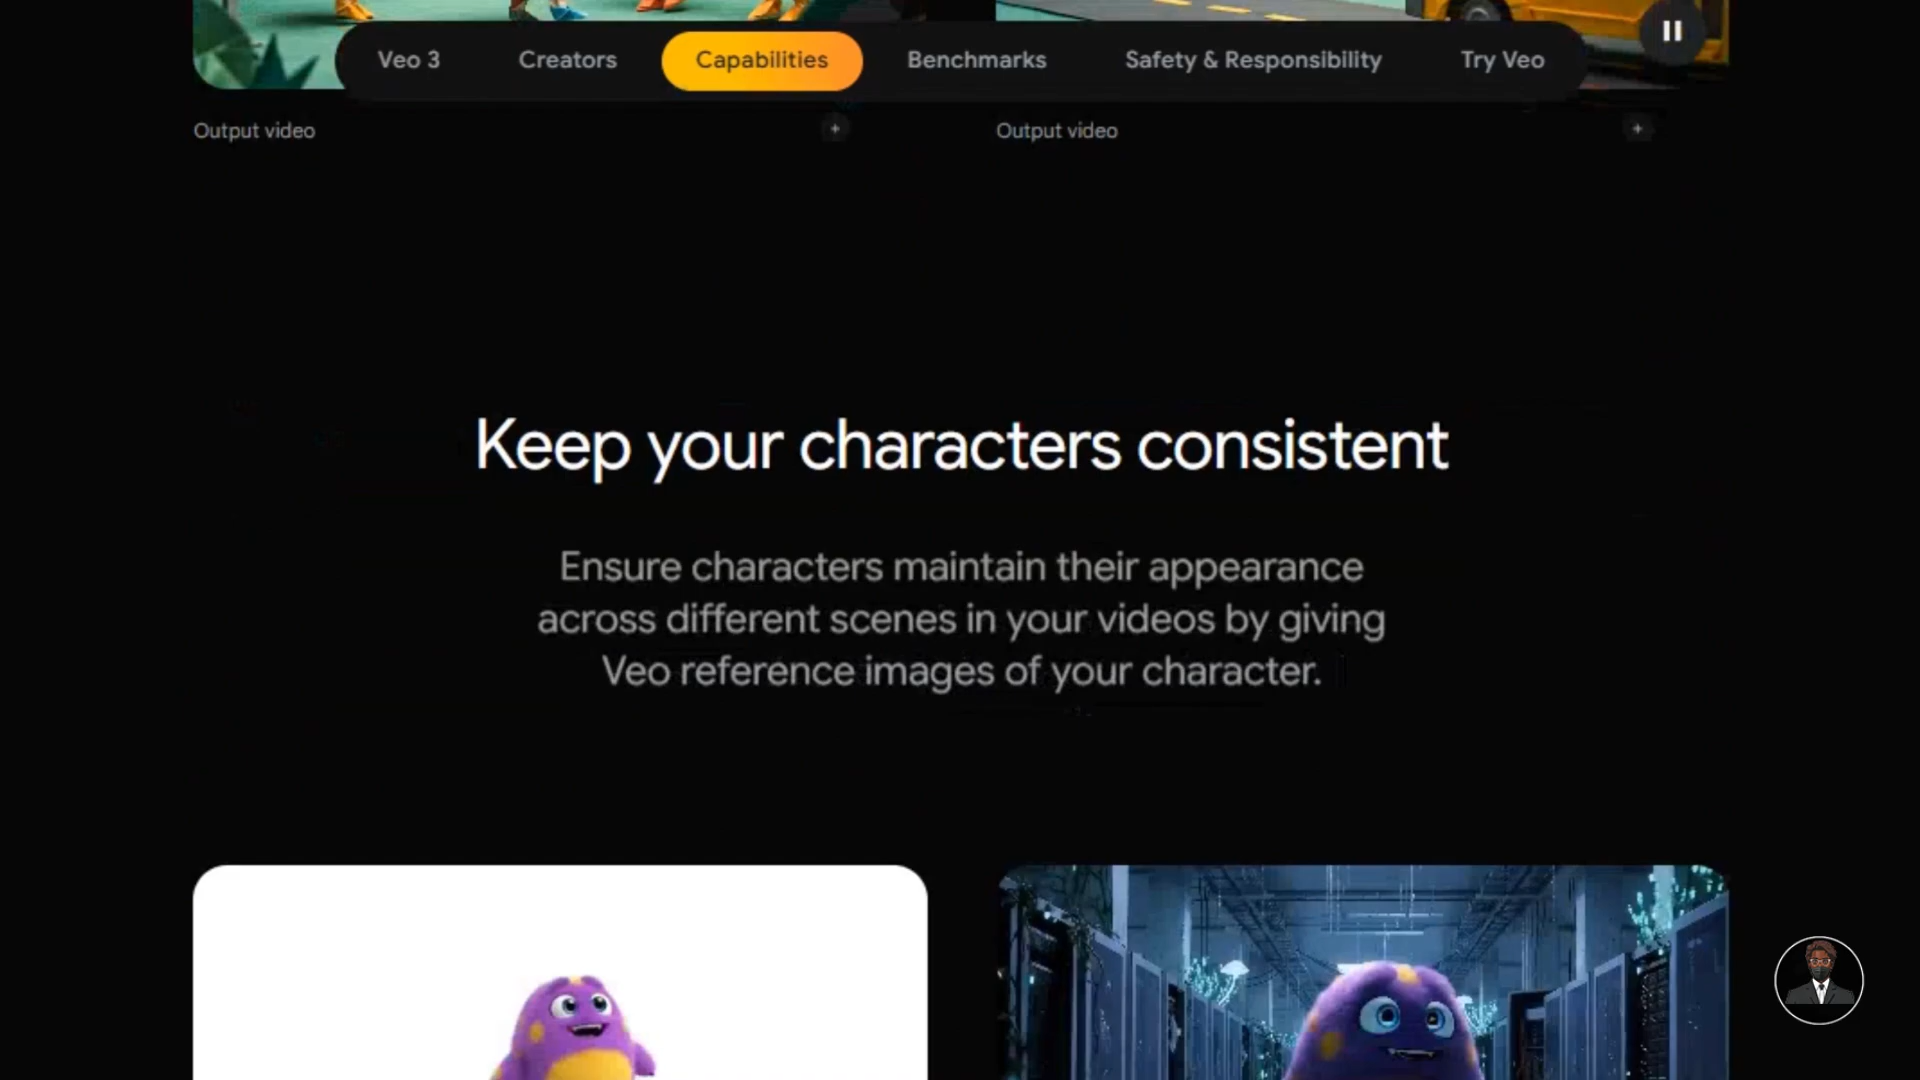 Veo 3 Creators Capabilities Benchmarks Safety & Responsibility Try Veo
Output video
Output video
Keep your characters consistent
Ensure characters maintain their appearance
across different scenes in your videos by giving
Veo reference images of your character.